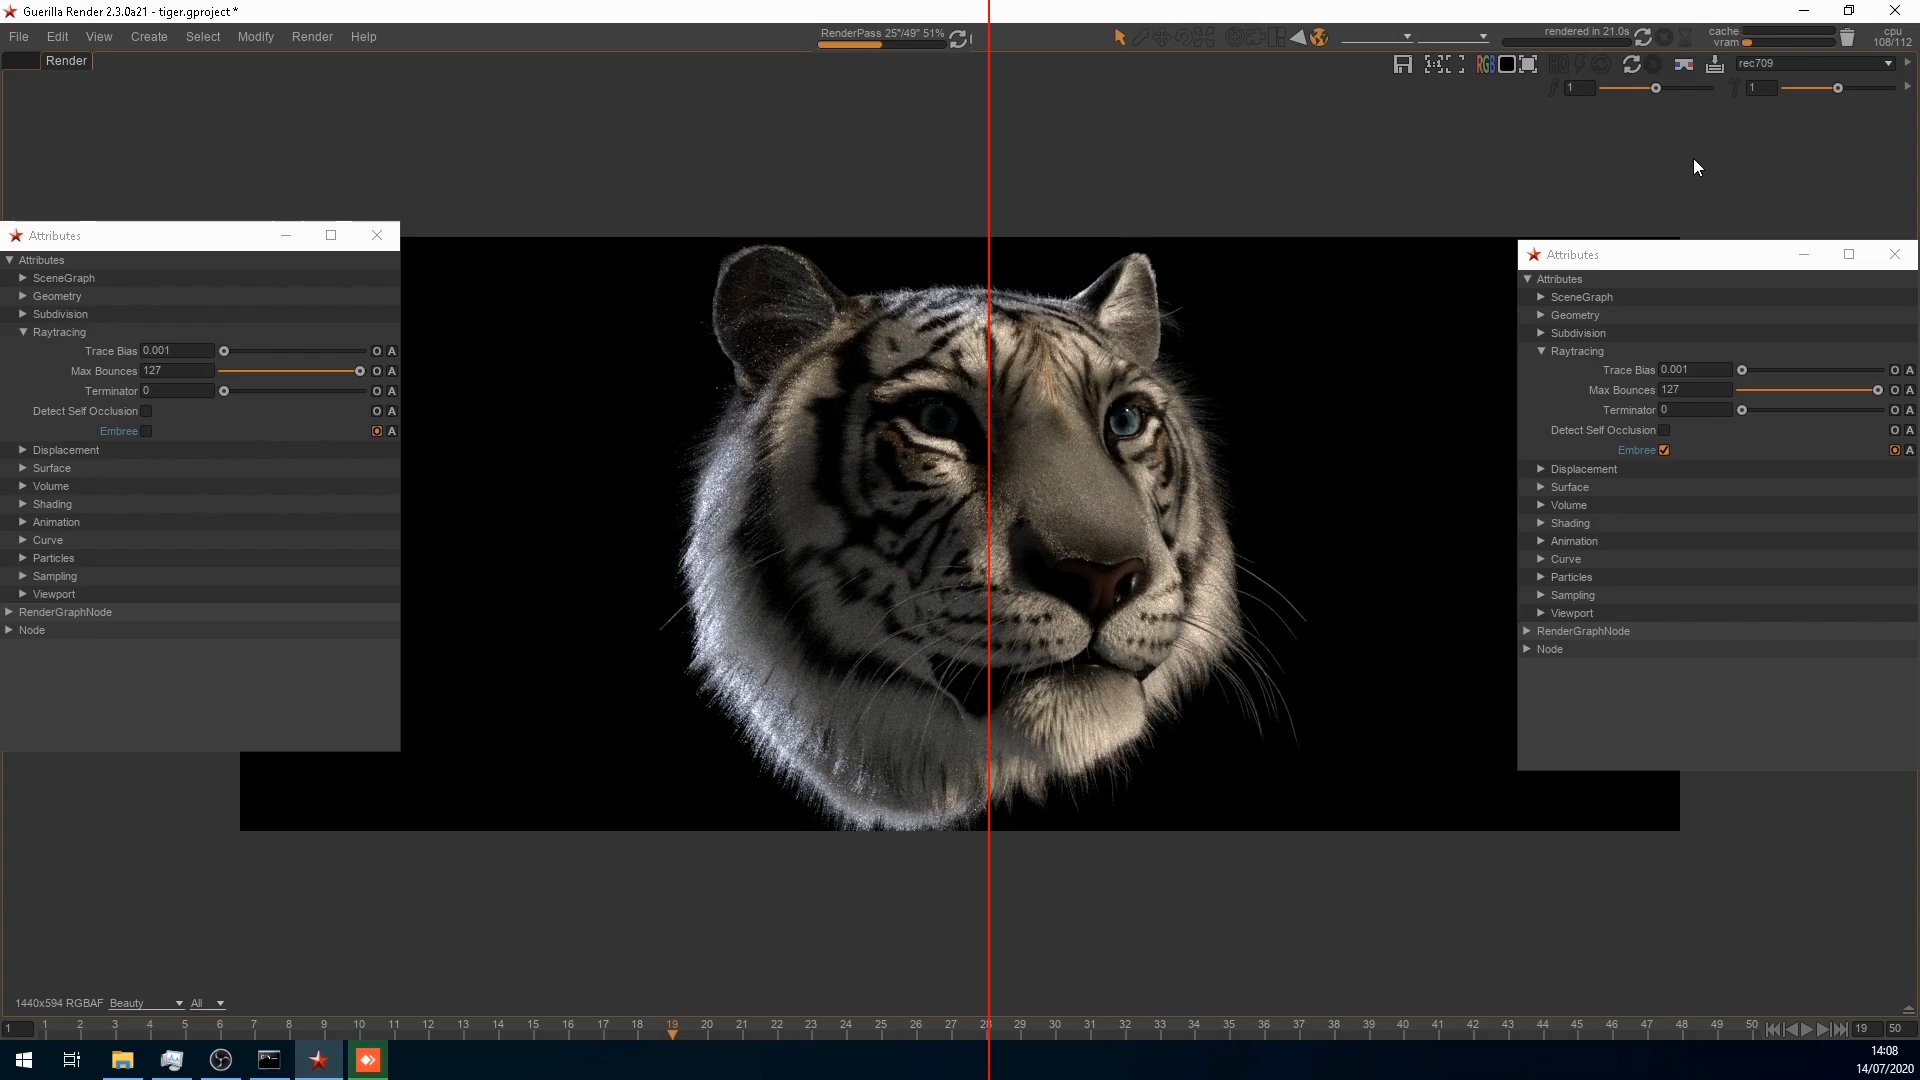 Guerilla Render 2.3.0a21 - tiger.gproject *
File Edit View Create Select Modify Render Help
RenderPass 25"/49" 51%
rendered in 21.0s
cache
vram
cpu
108/112
Render
1:1
RGB
HQ
rec709
1
1
Attributes
Attributes
SceneGraph
Geometry
Subdivision
Raytracing
Trace Bias 0.001 O A
Max Bounces 127 O A
Terminator 0 O A
Detect Self Occlusion O A
Embree O A
Displacement
Surface
Volume
Shading
Animation
Curve
Particles
Sampling
Viewport
RenderGraphNode
Node
Attributes
Attributes
SceneGraph
Geometry
Subdivision
Raytracing
Trace Bias 0.001 O A
Max Bounces 127 O A
Terminator 0 O A
Detect Self Occlusion O A
Embree O A
Displacement
Surface
Volume
Shading
Animation
Curve
Particles
Sampling
Viewport
RenderGraphNode
Node
1440x594 RGBAF Beauty All
1 1 2 3 4 5 6 7 8 9 10 11 12 13 14 15 16 17 18 19 20 21 22 23 24 25 26 27 28 29 30 31 32 33 34 35 36 37 38 39 40 41 42 43 44 45 46 47 48 49 50 19 50
14:08
14/07/2020